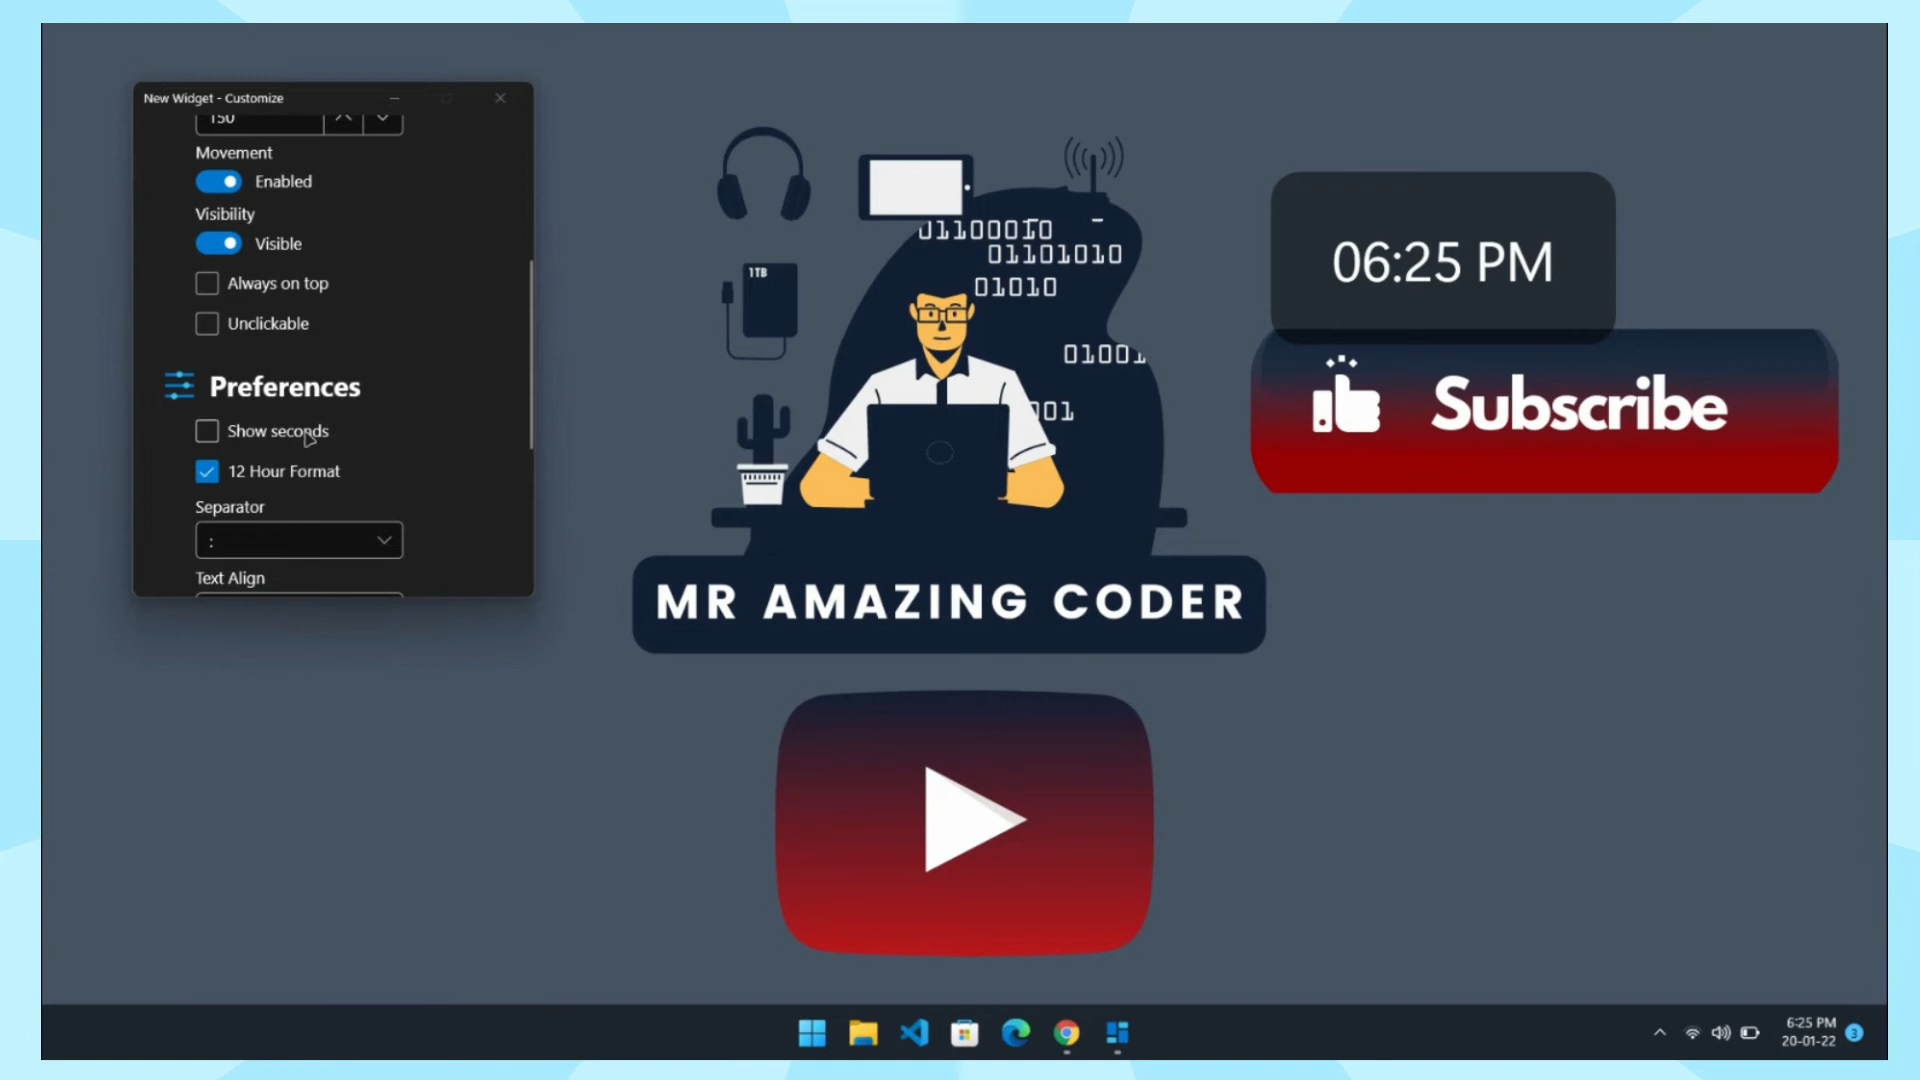 New Widget - Customize
150
Movement
Enabled
Visibility
Visible
Always on top
Unclickable
Preferences
Show seconds
12 Hour Format
Separator
:
Text Align
1TB
01100010
01101010
01010
01001
001
06:25 PM
Subscribe
MR AMAZING CODER
6:25 PM
20-01-22
3